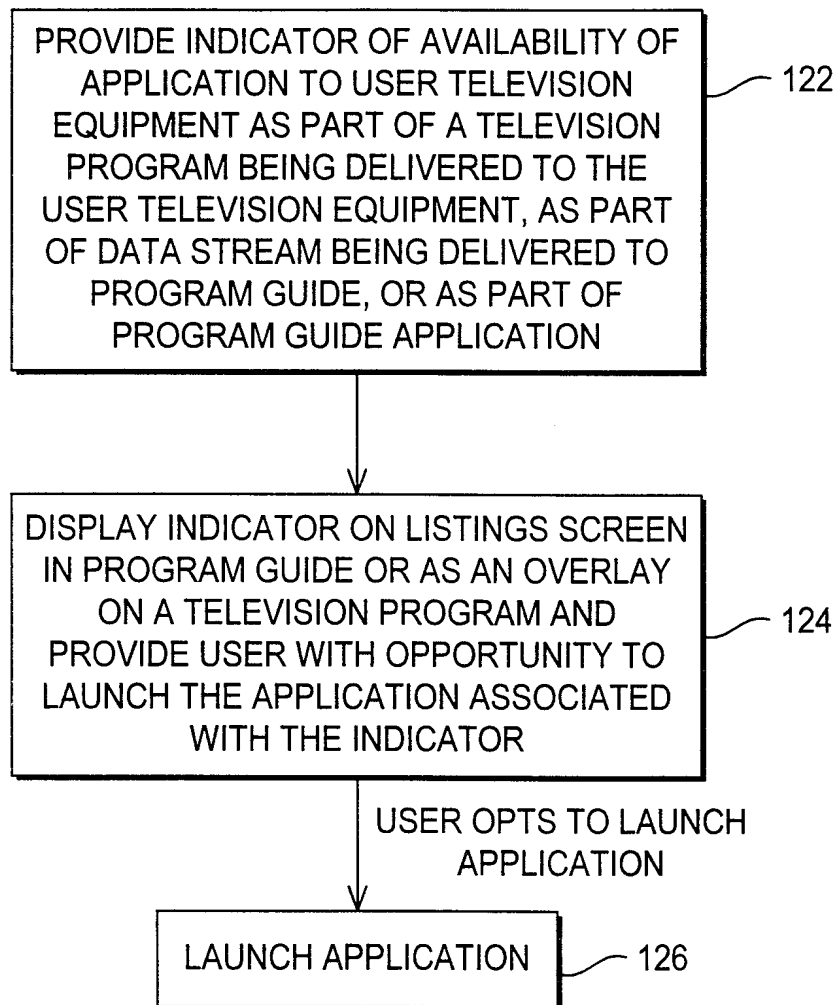 PROVIDE INDICATOR OF AVAILABILITY OF
APPLICATION TO USER TELEVISION
EQUIPMENT AS PART OF A TELEVISION
PROGRAM BEING DELIVERED TO THE
USER TELEVISION EQUIPMENT, AS PART
OF DATA STREAM BEING DELIVERED TO
PROGRAM GUIDE, OR AS PART OF
PROGRAM GUIDE APPLICATION
122
DISPLAY INDICATOR ON LISTINGS SCREEN
IN PROGRAM GUIDE OR AS AN OVERLAY
ON A TELEVISION PROGRAM AND
PROVIDE USER WITH OPPORTUNITY TO
LAUNCH THE APPLICATION ASSOCIATED
WITH THE INDICATOR
124
USER OPTS TO LAUNCH
APPLICATION
LAUNCH APPLICATION
126